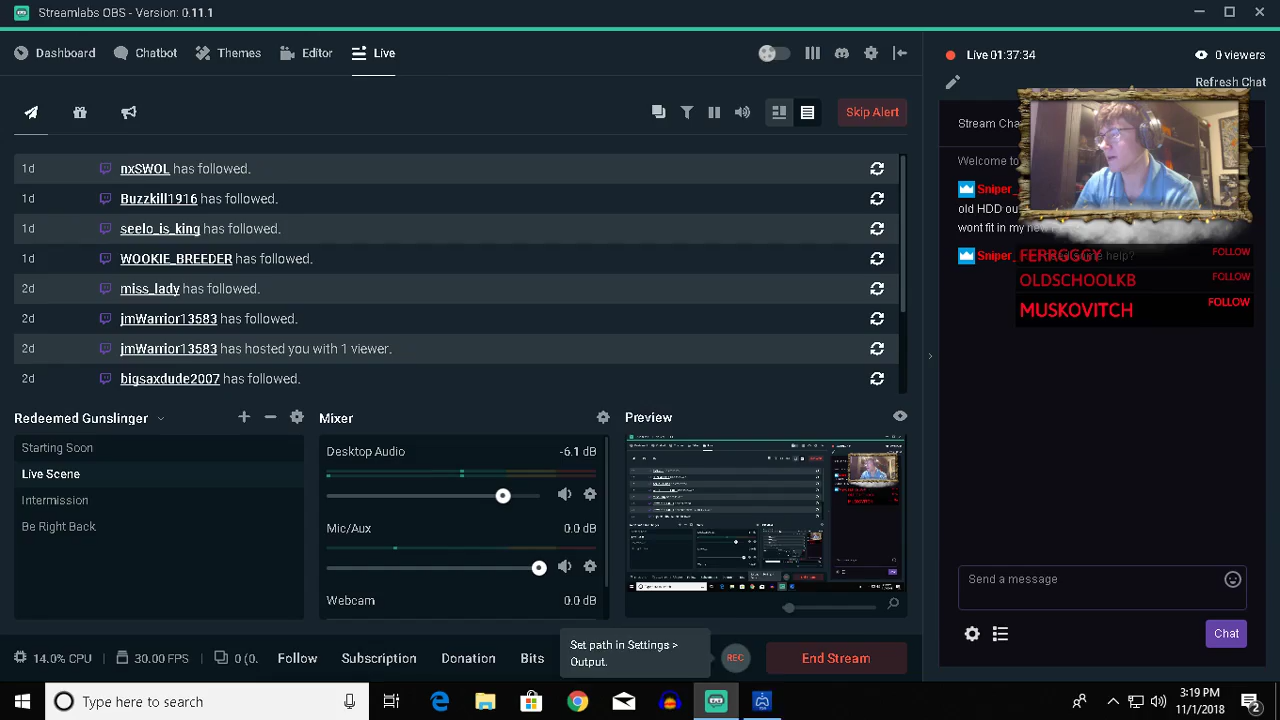 Streamlabs OBS - Version: 0.11.1
Dashboard Chatbot Themes Editor Live
Live 01:37:34 0 viewers
Refresh Chat
Skip Alert
1d nxSWOL has followed.
1d Buzzkill1916 has followed.
1d seelo_is_king has followed.
1d WOOKIE_BREEDER has followed.
2d miss_lady has followed.
2d jmWarrior13583 has followed.
2d jmWarrior13583 has hosted you with 1 viewer.
2d bigsaxdude2007 has followed.
Stream Cha
Welcome to
Sniper_
old HDD ou
wont fit in my new
Sniper_ some help?
FERRGGGY FOLLOW
OLDSCHOOLKB FOLLOW
MUSKOVITCH FOLLOW
Redeemed Gunslinger
Starting Soon
Live Scene
Intermission
Be Right Back
Mixer
Desktop Audio -6.1 dB
Mic/Aux 0.0 dB
Webcam 0.0 dB
Preview
Send a message
Chat
14.0% CPU 30.00 FPS 0 (0. Follow Subscription Donation Bits
Set path in Settings >
Output.
REC
End Stream
Type here to search
3:19 PM
11/1/2018
2